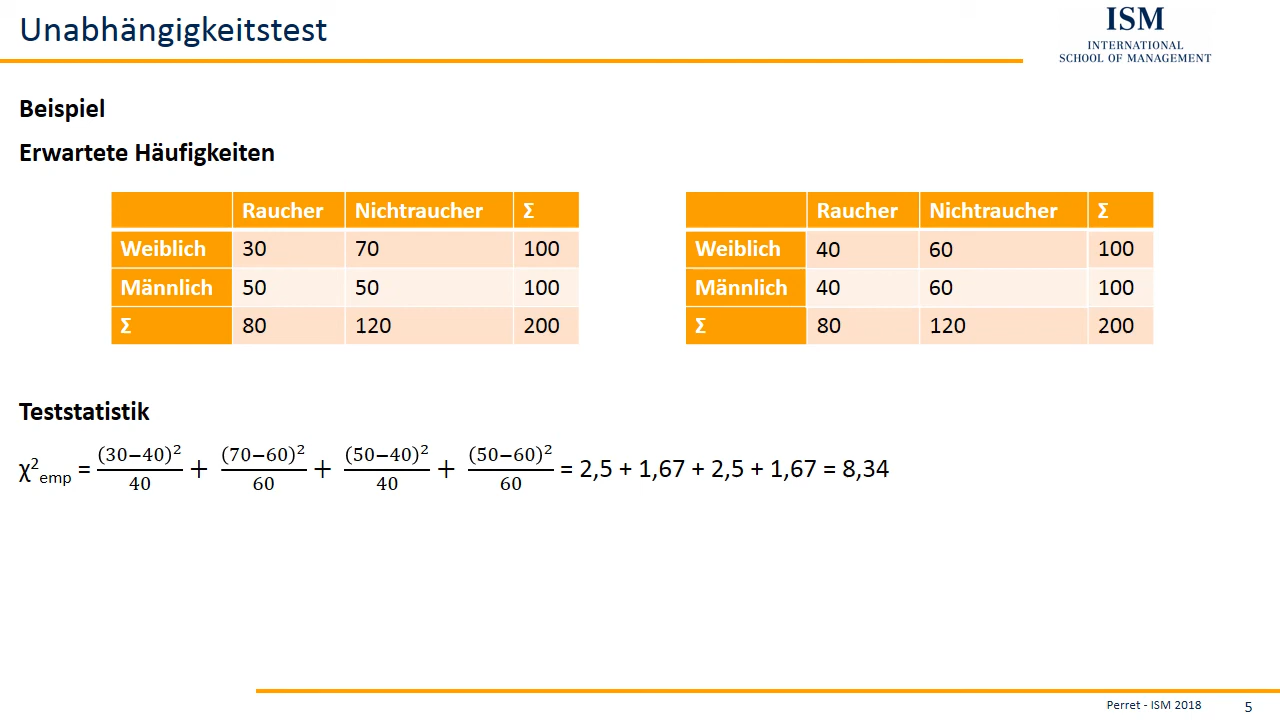 Unabhängigkeitstest
ISM
INTERNATIONAL
SCHOOL OF MANAGEMENT
Beispiel
Erwartete Häufigkeiten
Raucher Nichtraucher Σ
Weiblich 30 70 100
Männlich 50 50 100
Σ 80 120 200
Raucher Nichtraucher Σ
Weiblich 40 60 100
Männlich 40 60 100
Σ 80 120 200
Teststatistik
χ²emp = (30−40)²/40 + (70−60)²/60 + (50−40)²/40 + (50−60)²/60 = 2,5 + 1,67 + 2,5 + 1,67 = 8,34
Perret - ISM 2018 5